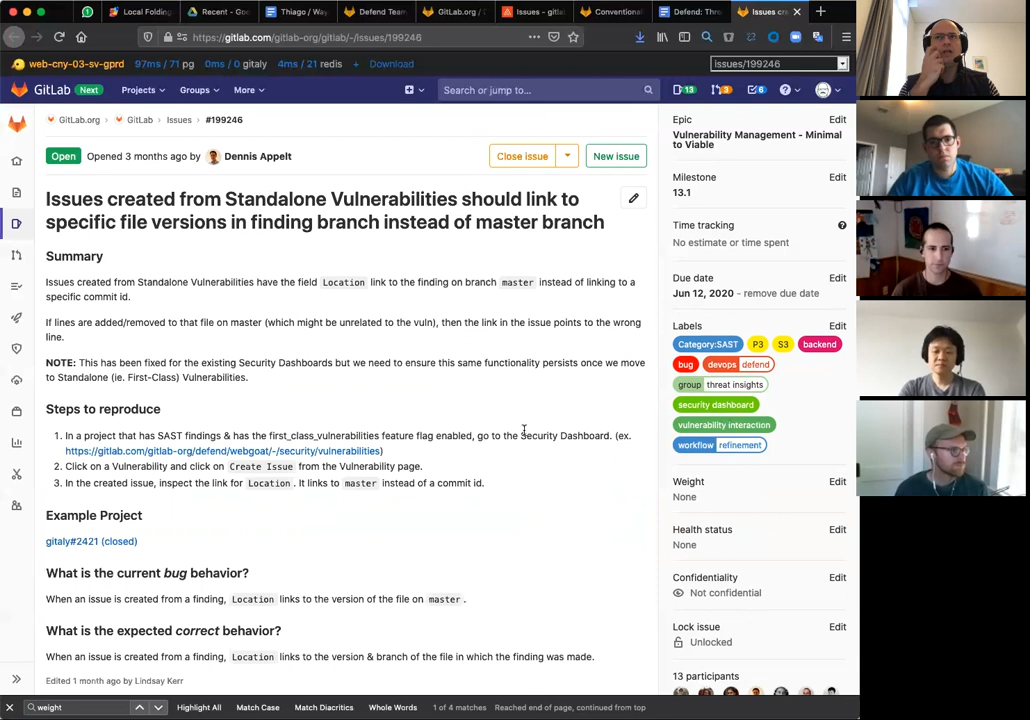 Local Folding
Recent - Goo
Thiago / Way
Defend Team
GitLab.org / G
Issues - gitla
Conventional
Defend: Thre
Issues cre
https://gitlab.com/gitlab-org/gitlab/-/issues/199246
web-cny-03-sv-gprd 97ms / 71 pg 0ms / 0 gitaly 4ms / 21 redis + Download issues/199246
GitLab Next Projects Groups More Search or jump to... 13 3 6
GitLab.org GitLab Issues #199246
Open Opened 3 months ago by Dennis Appelt Close issue New issue
Issues created from Standalone Vulnerabilities should link to
specific file versions in finding branch instead of master branch
Summary
Issues created from Standalone Vulnerabilities have the field Location link to the finding on branch master instead of linking to a
specific commit id.
If lines are added/removed to that file on master (which might be unrelated to the vuln), then the link in the issue points to the wrong
line.
NOTE: This has been fixed for the existing Security Dashboards but we need to ensure this same functionality persists once we move
to Standalone (ie. First-Class) Vulnerabilities.
Steps to reproduce
1. In a project that has SAST findings & has the first_class_vulnerabilities feature flag enabled, go to the Security Dashboard. (ex.
https://gitlab.com/gitlab-org/defend/webgoat/-/security/vulnerabilities)
2. Click on a Vulnerability and click on Create Issue from the Vulnerability page.
3. In the created issue, inspect the link for Location. It links to master instead of a commit id.
Example Project
gitaly#2421 (closed)
What is the current bug behavior?
When an issue is created from a finding, Location links to the version of the file on master.
What is the expected correct behavior?
When an issue is created from a finding, Location links to the version & branch of the file in which the finding was made.
Edited 1 month ago by Lindsay Kerr
Epic Edit
Vulnerability Management - Minimal
to Viable
Milestone Edit
13.1
Time tracking
No estimate or time spent
Due date Edit
Jun 12, 2020 - remove due date
Labels Edit
Category:SAST P3 S3 backend
bug devops defend
group threat insights
security dashboard
vulnerability interaction
workflow refinement
Weight Edit
None
Health status Edit
None
Confidentiality Edit
Not confidential
Lock issue Edit
Unlocked
13 participants
weight Highlight All Match Case Match Diacritics Whole Words 1 of 4 matches Reached end of page, continued from top